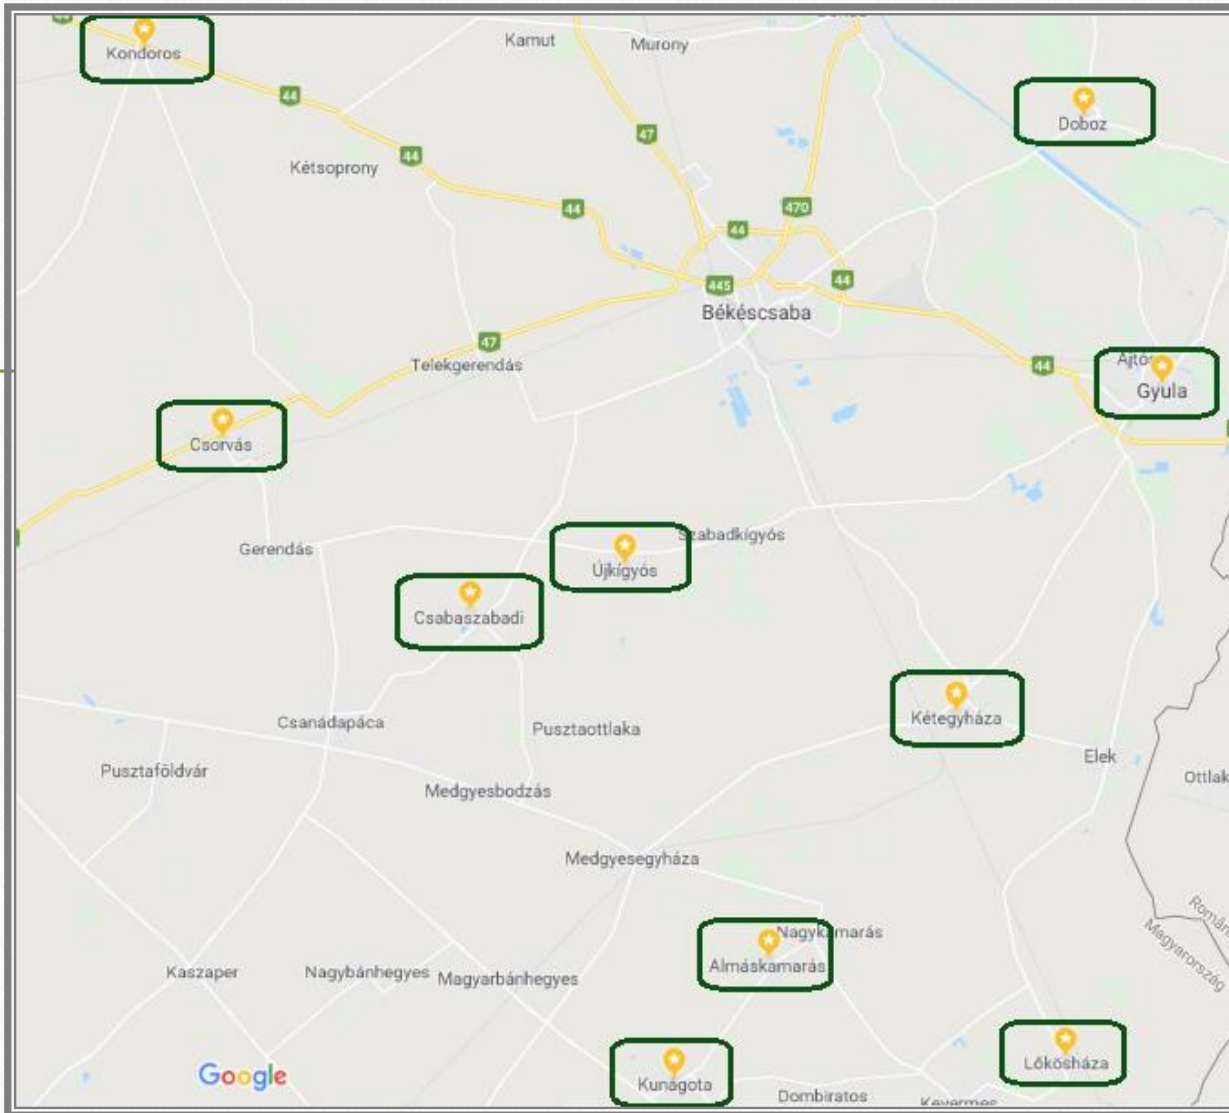 44
Kondoros
Kamut
Murony
44
47
Doboz
Kétsoprony
44
44
470
44
445
44
Békéscsaba
47
Telekgerendás
44
Gyula
Csorvás
Gerendás
Szabadkígyós
Újkígyós
Csabaszabadi
Csanádapáca
Pusztaottlaka
Kétegyháza
Elek
Pusztaföldvár
Ottlak
Medgyesbodzás
Medgyesegyháza
Magyarország
Nagykamarás
Almáskamarás
Kaszaper
Nagybánhegyes
Magyarbánhegyes
Google
Kunágota
Lőkösháza
Dombiratos
Kevermes